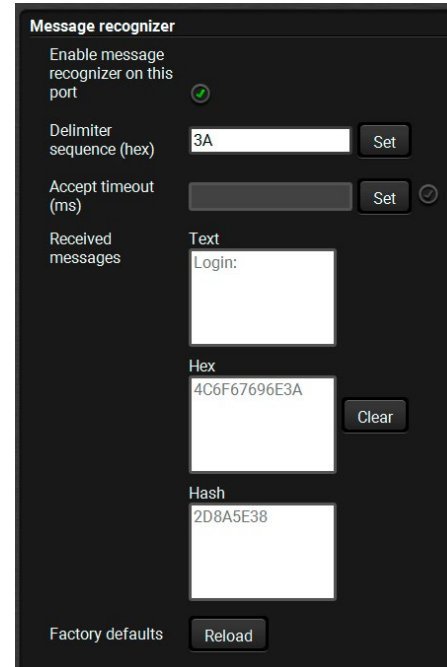 Message recognizer
Enable message
recognizer on this
port
Delimiter
sequence (hex)
3A
Set
Accept timeout
(ms)
Set
Received
messages
Text
Login:
Hex
4C6F67696E3A
Clear
Hash
2D8A5E38
Factory defaults
Reload